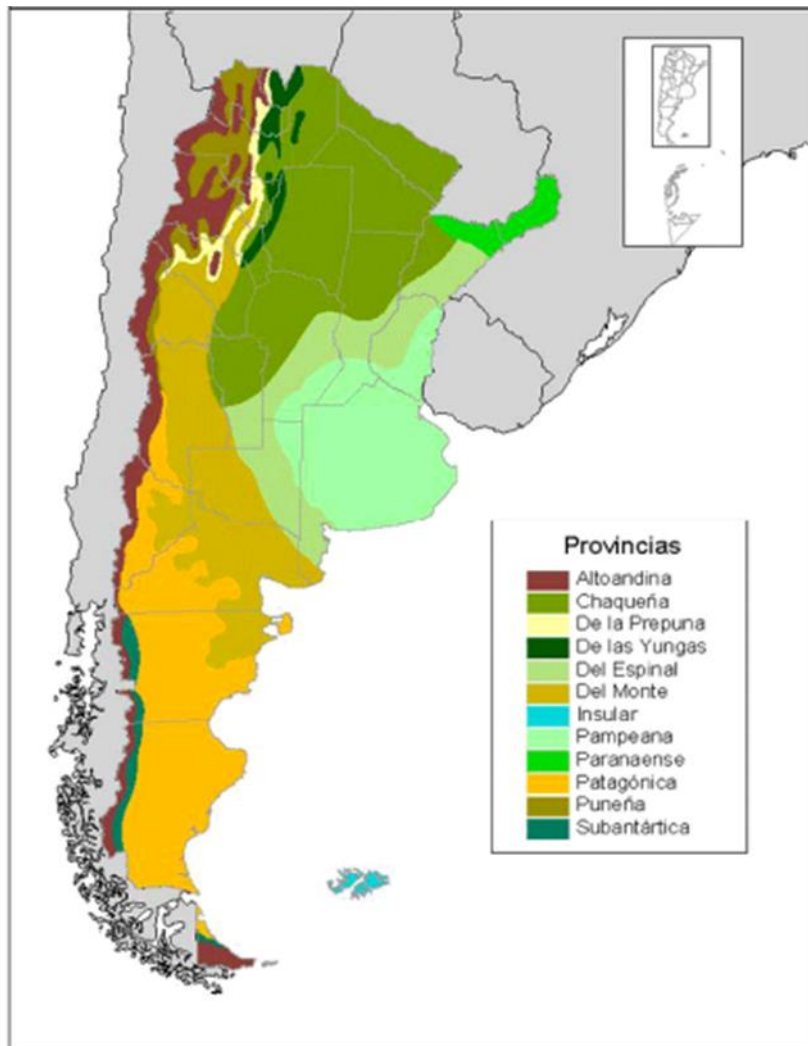 Provincias
Altoandina
Chaqueña
De la Prepuna
De las Yungas
Del Espinal
Del Monte
Insular
Pampeana
Paranaense
Patagónica
Puneña
Subantártica